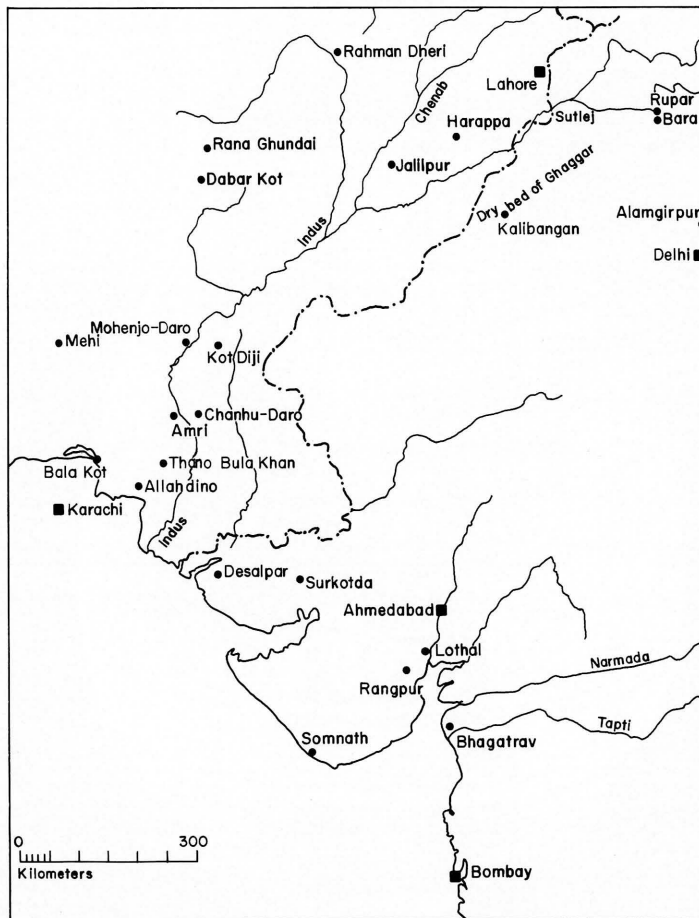 Rahman Dheri
Lahore
Chenab
Rupar
Bara
Sutlej
Harappa
Rana Ghundai
Jalilpur
Dabar Kot
Dry bed of Ghaggar
Kalibangan
Alamgirpur
Indus
Delhi
Mohenjo-Daro
Mehi
Kot Diji
Chanhu-Daro
Amri
Bala Kot
Thano Bula Khan
Allahdino
Karachi
Indus
Desalpar
Surkotda
Ahmedabad
Lothal
Narmada
Rangpur
Tapti
Somnath
Bhagatrav
0 300
Kilometers
Bombay